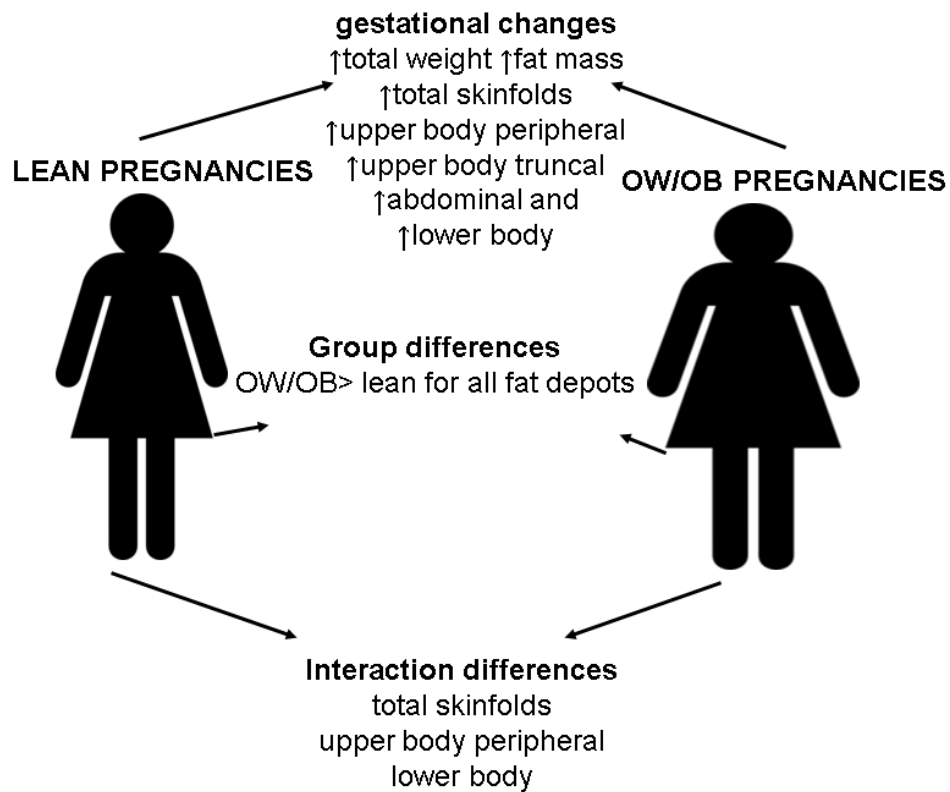 gestational changes
↑total weight ↑fat mass
↑total skinfolds
↑upper body peripheral
↑upper body truncal
↑abdominal and
↑lower body
LEAN PREGNANCIES
OW/OB PREGNANCIES
Group differences
OW/OB> lean for all fat depots
Interaction differences
total skinfolds
upper body peripheral
lower body